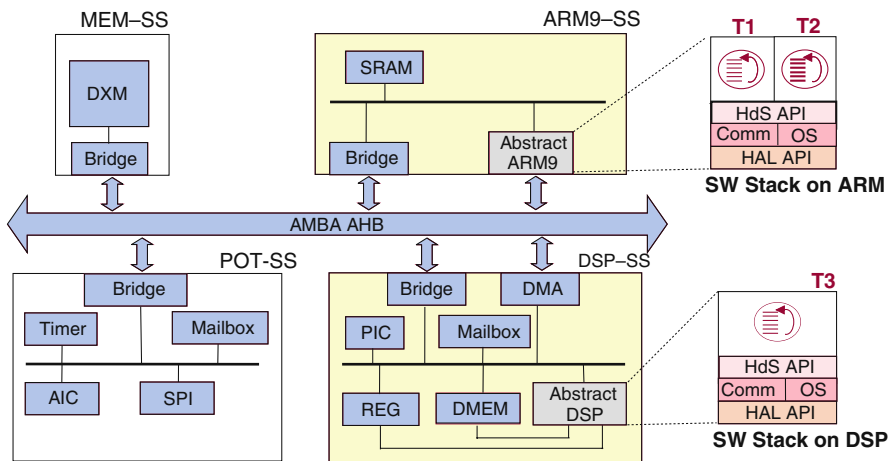 MEM–SS
ARM9–SS
T1 T2
SRAM
DXM
HdS API
Comm OS
HAL API
Bridge
Bridge
Abstract
ARM9
SW Stack on ARM
AMBA AHB
POT-SS
DSP–SS
T3
Bridge
Bridge
DMA
Timer
Mailbox
PIC
Mailbox
HdS API
Comm OS
HAL API
AIC
SPI
REG
DMEM
Abstract
DSP
SW Stack on DSP